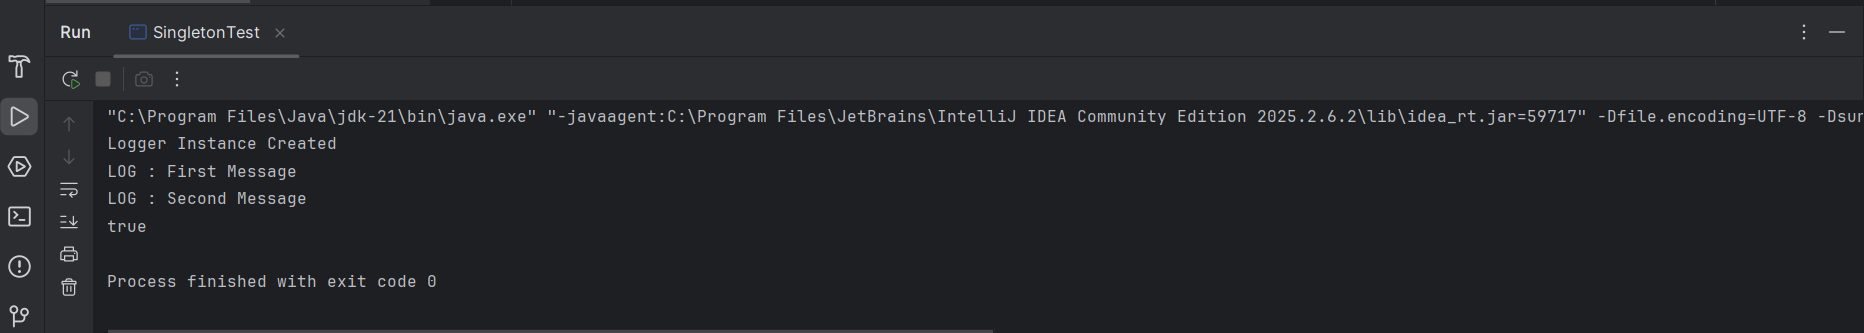 Run
SingletonTest
"C:\Program Files\Java\jdk-21\bin\java.exe" "-javaagent:C:\Program Files\JetBrains\IntelliJ IDEA Community Edition 2025.2.6.2\lib\idea_rt.jar=59717" -Dfile.encoding=UTF-8 -Dsun
Logger Instance Created
LOG : First Message
LOG : Second Message
true
Process finished with exit code 0